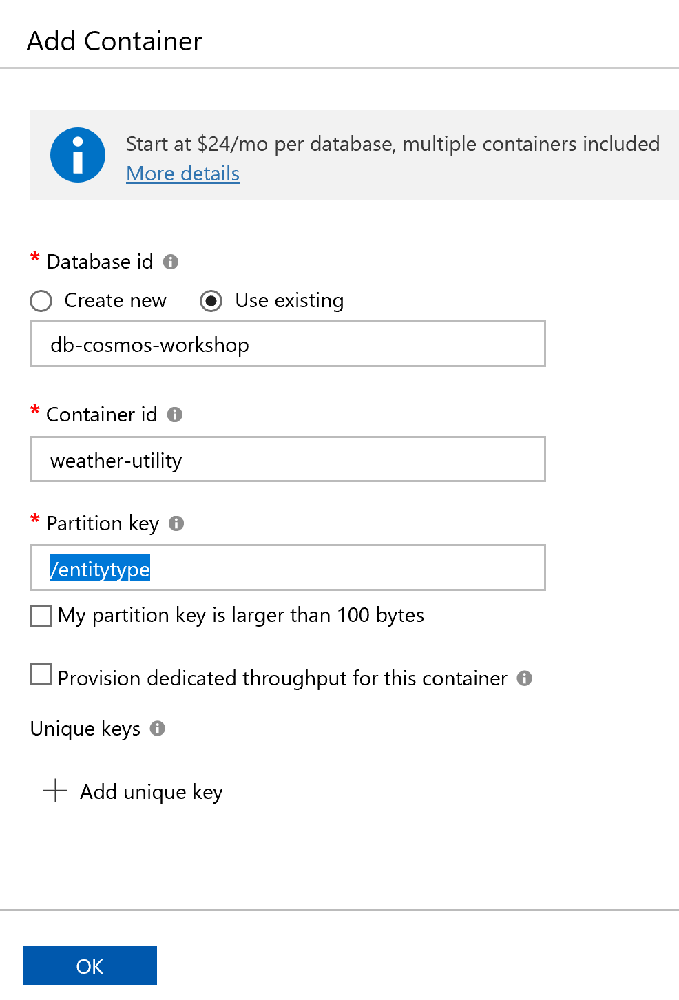 Add Container
Start at $24/mo per database, multiple containers included
More details
* Database id
Create new Use existing
db-cosmos-workshop
* Container id
weather-utility
* Partition key
/entitytype
My partition key is larger than 100 bytes
Provision dedicated throughput for this container
Unique keys
Add unique key
OK